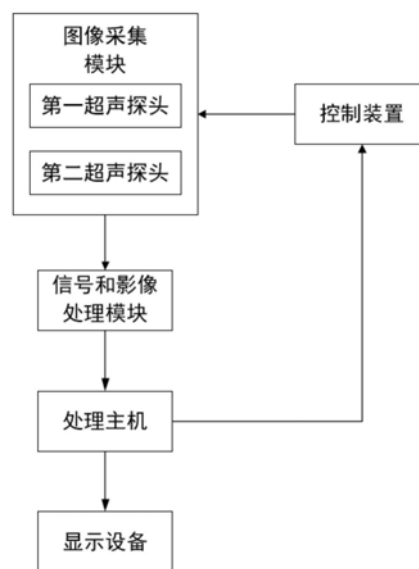 图像采集
模块
第一超声探头
第二超声探头
控制装置
信号和影像
处理模块
处理主机
显示设备